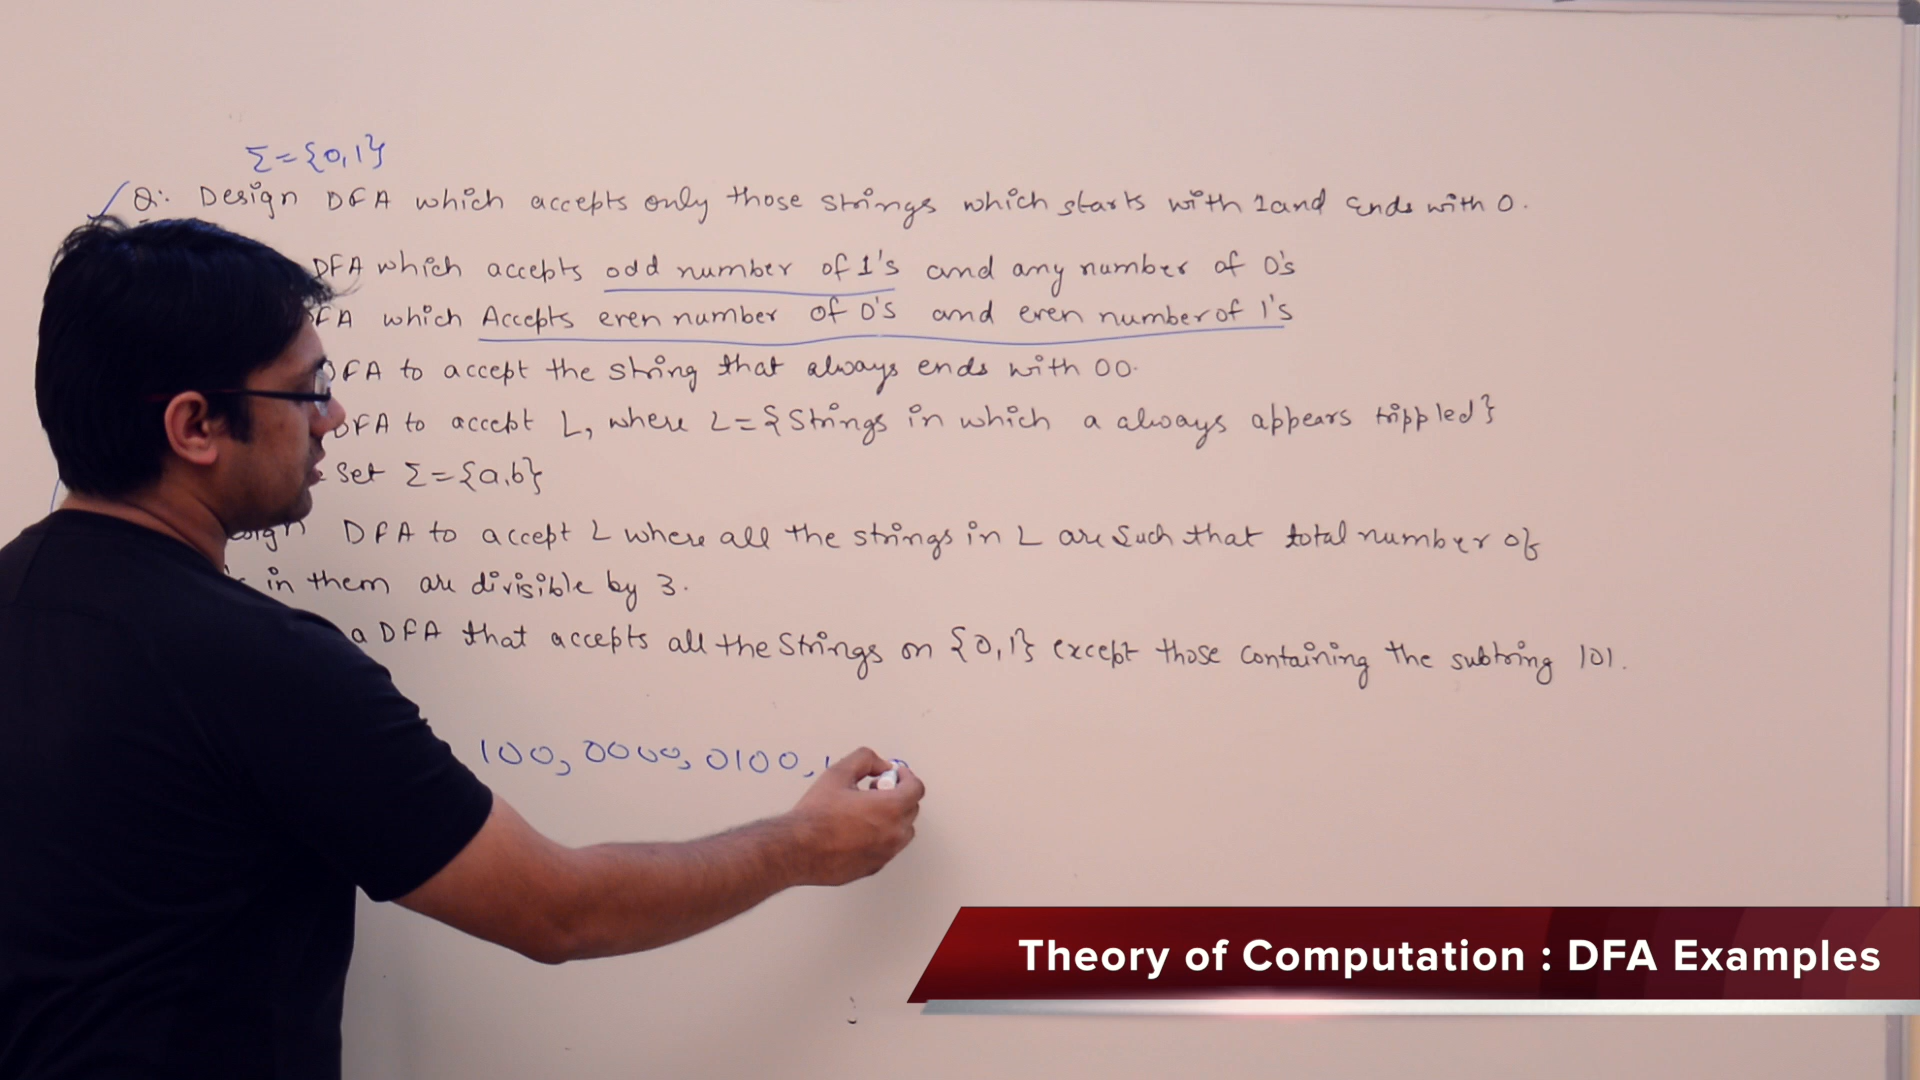 Σ={0,1}
Q: Design DFA which accepts only those strings which starts with 1 and Ends with 0.
DFA which accepts odd number of 1's and any number of 0's
FA which Accepts even number of 0's and even number of 1's
DFA to accept the string that always ends with 00.
DFA to accept L, where L={Strings in which a always appears trippled}
Set Σ={a,b}
DFA to accept L where all the strings in L are Such that total number of
in them are divisible by 3.
a DFA that accepts all the Strings on {0,1} except those containing the substring 101.
100, 0000, 0100,
Theory of Computation : DFA Examples